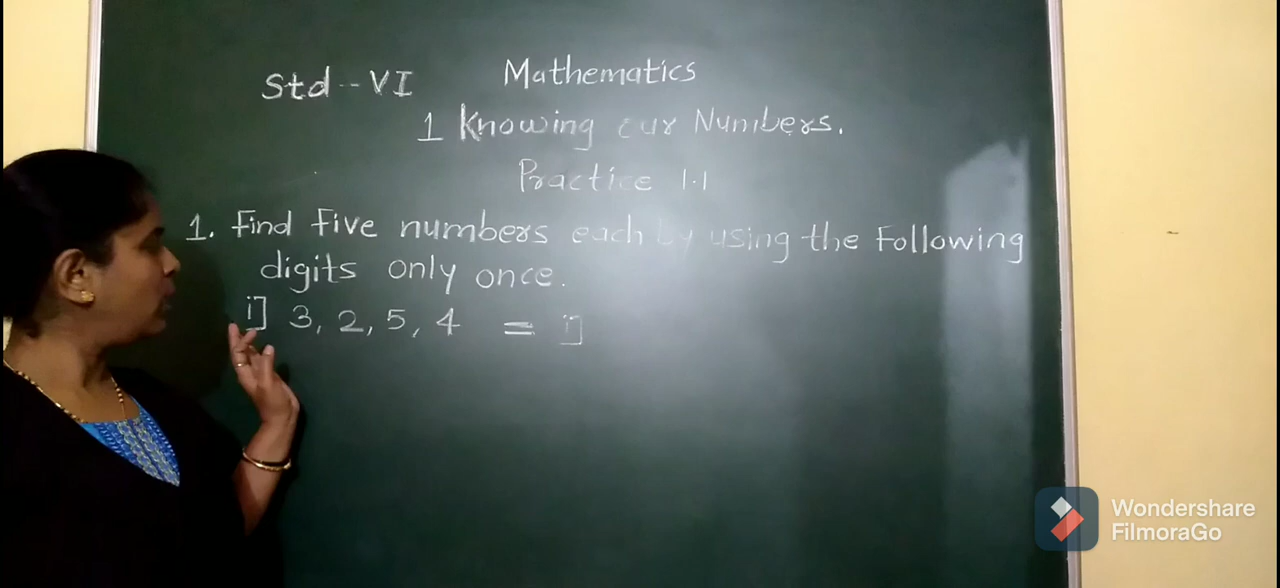 Std - VI Mathematics
1 Knowing our Numbers.
Practice 1.1
1. Find Five numbers each by using the Following
digits only once.
i] 3, 2, 5, 4 = i]
Wondershare
FilmoraGo